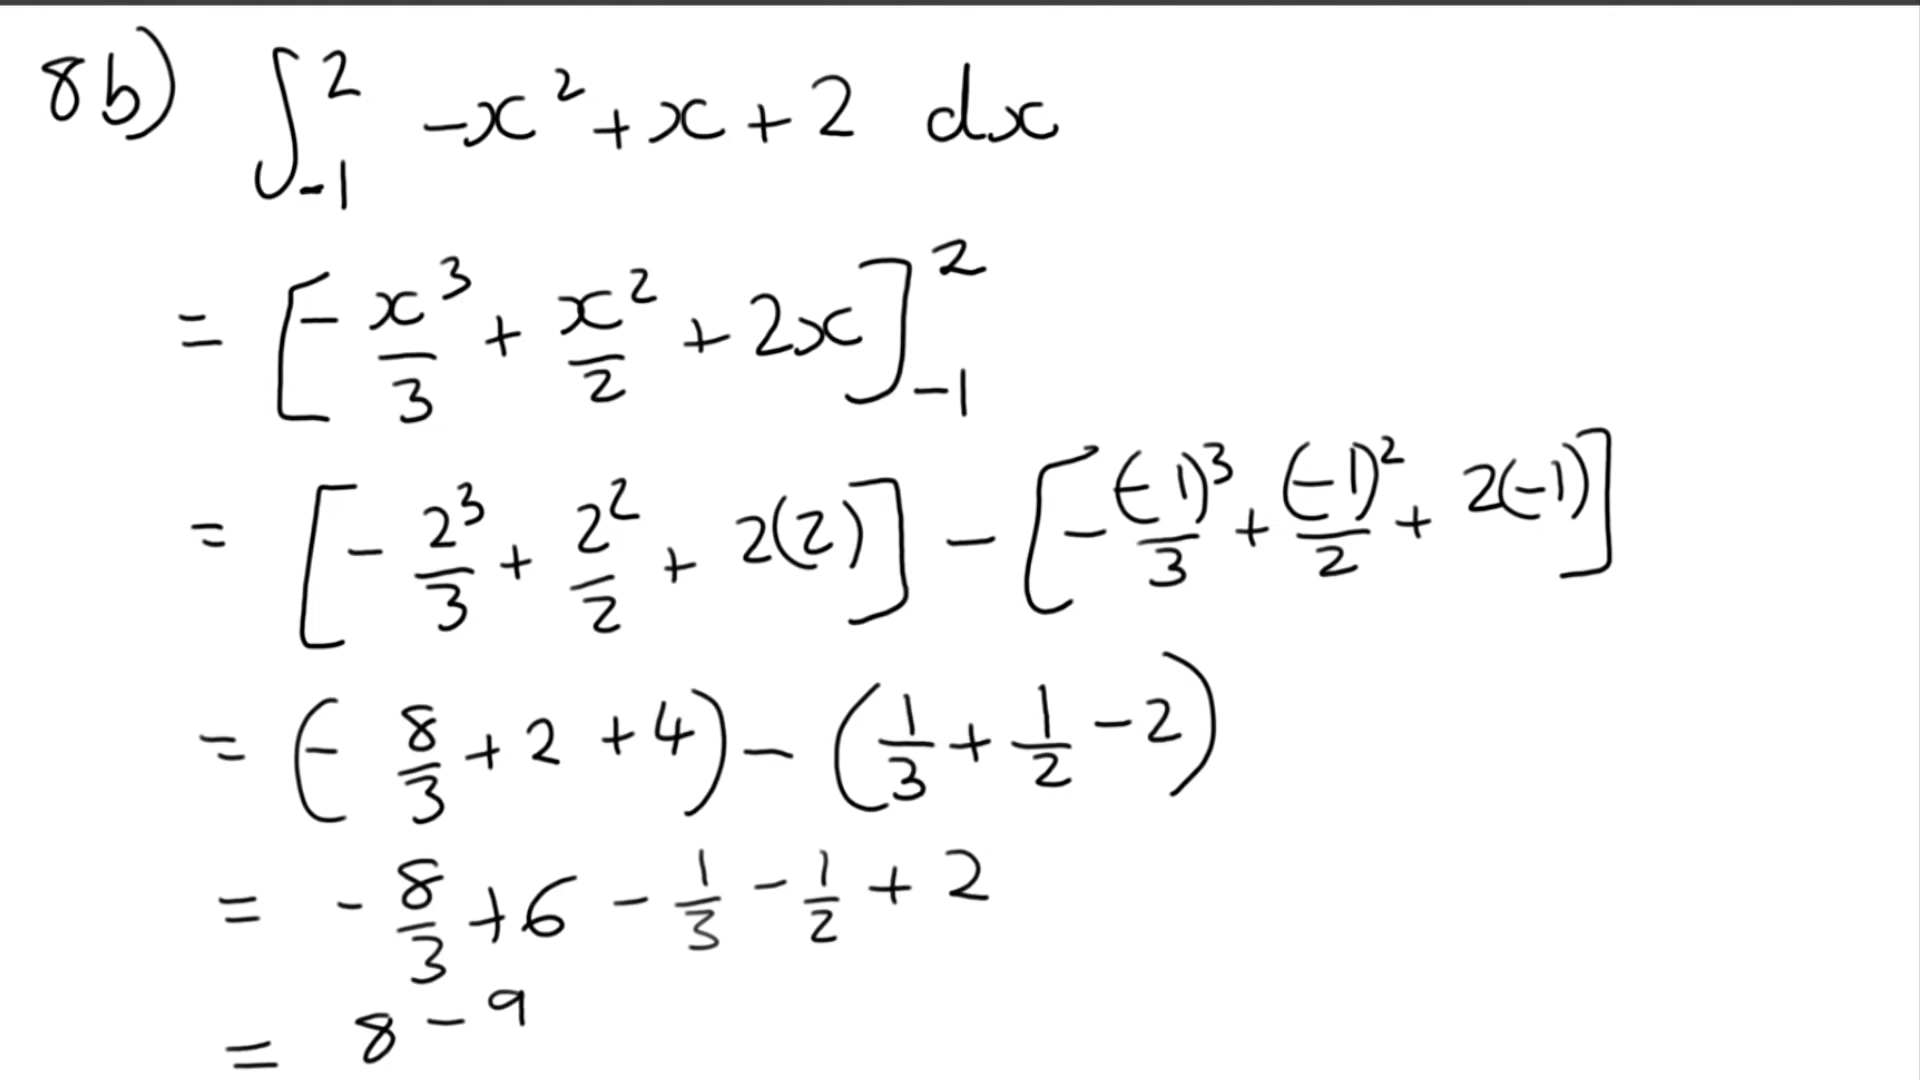 8b) ∫₋₁² -x² + x + 2 dx
= [-x³/3 + x²/2 + 2x]₋₁²
= [-2³/3 + 2²/2 + 2(2)] - [-(-1)³/3 + (-1)²/2 + 2(-1)]
= (-8/3 + 2 + 4) - (1/3 + 1/2 - 2)
= -8/3 + 6 - 1/3 - 1/2 + 2
= 8 - 9